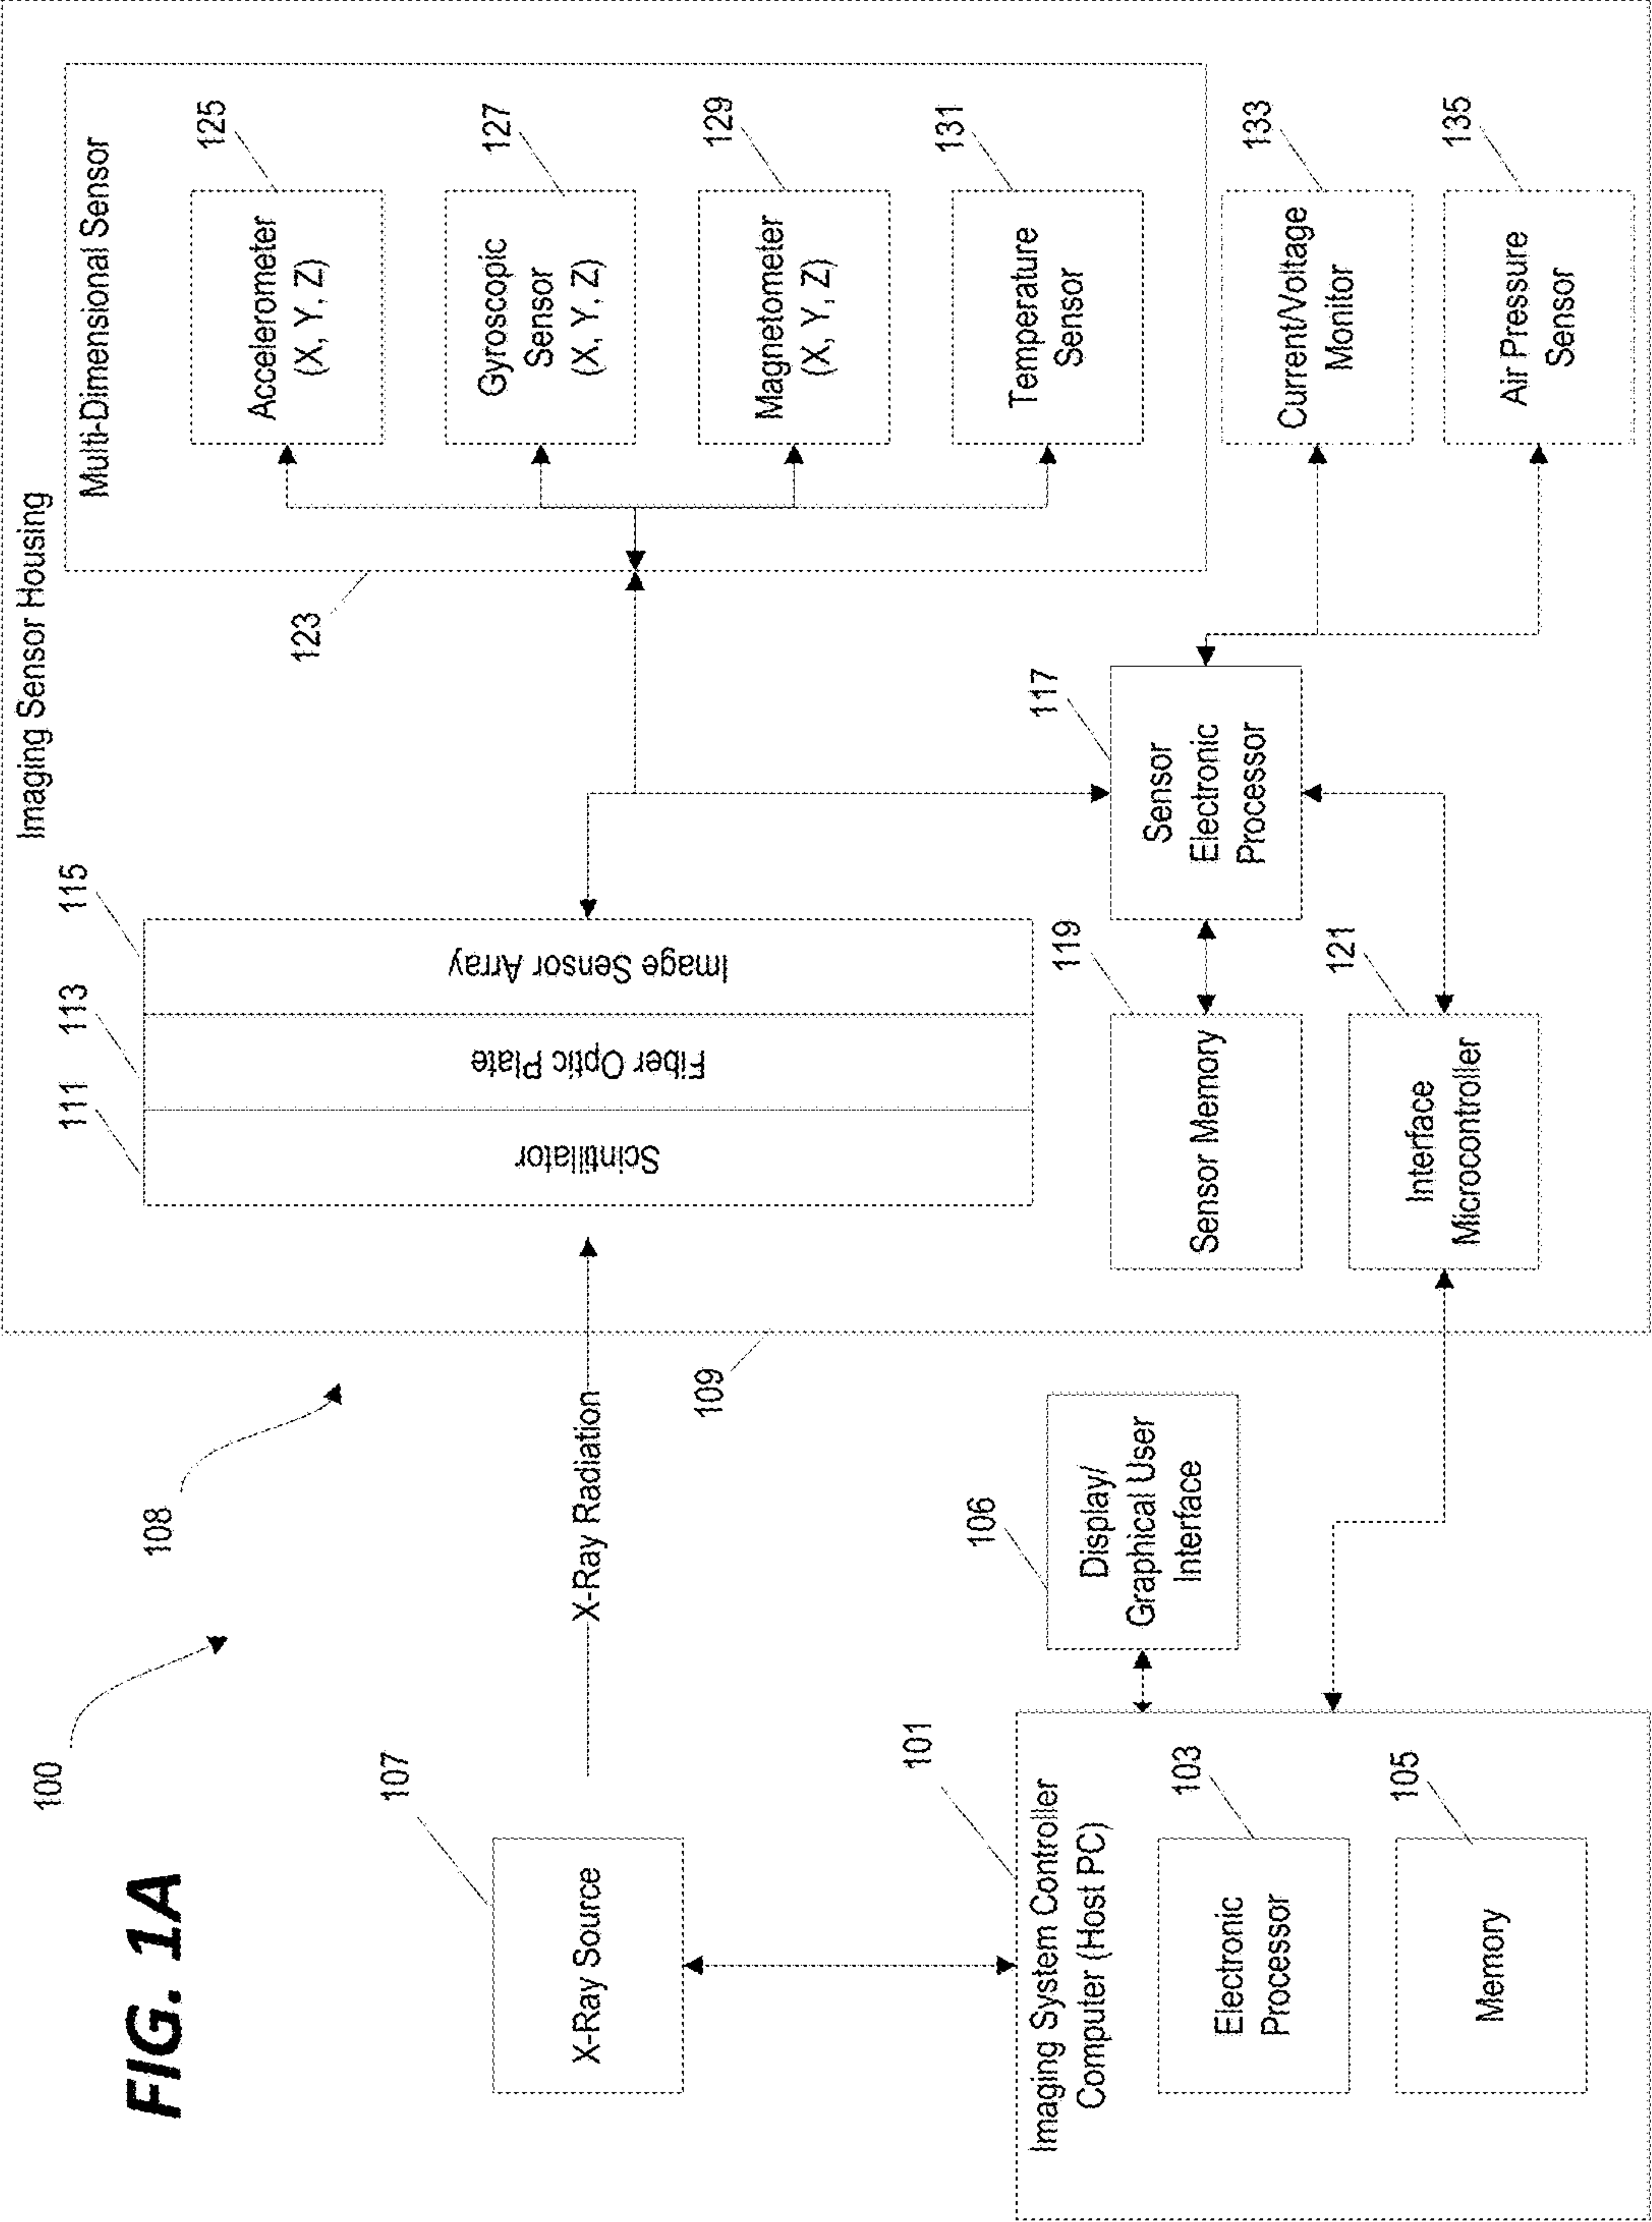 FIG. 1A
100
108
Imaging Sensor Housing
107
X-Ray Source
X-Ray Radiation
109
111
113
115
Scintillator
Fiber Optic Plate
Image Sensor Array
123
Multi-Dimensional Sensor
125
Accelerometer
(X, Y, Z)
127
Gyroscopic
Sensor
(X, Y, Z)
129
Magnetometer
(X, Y, Z)
131
Temperature
Sensor
101
Imaging System Controller
Computer (Host PC)
103
Electronic
Processor
105
Memory
106
Display/
Graphical User
Interface
119
Sensor Memory
117
Sensor
Electronic
Processor
121
Interface
Microcontroller
133
Current/Voltage
Monitor
135
Air Pressure
Sensor